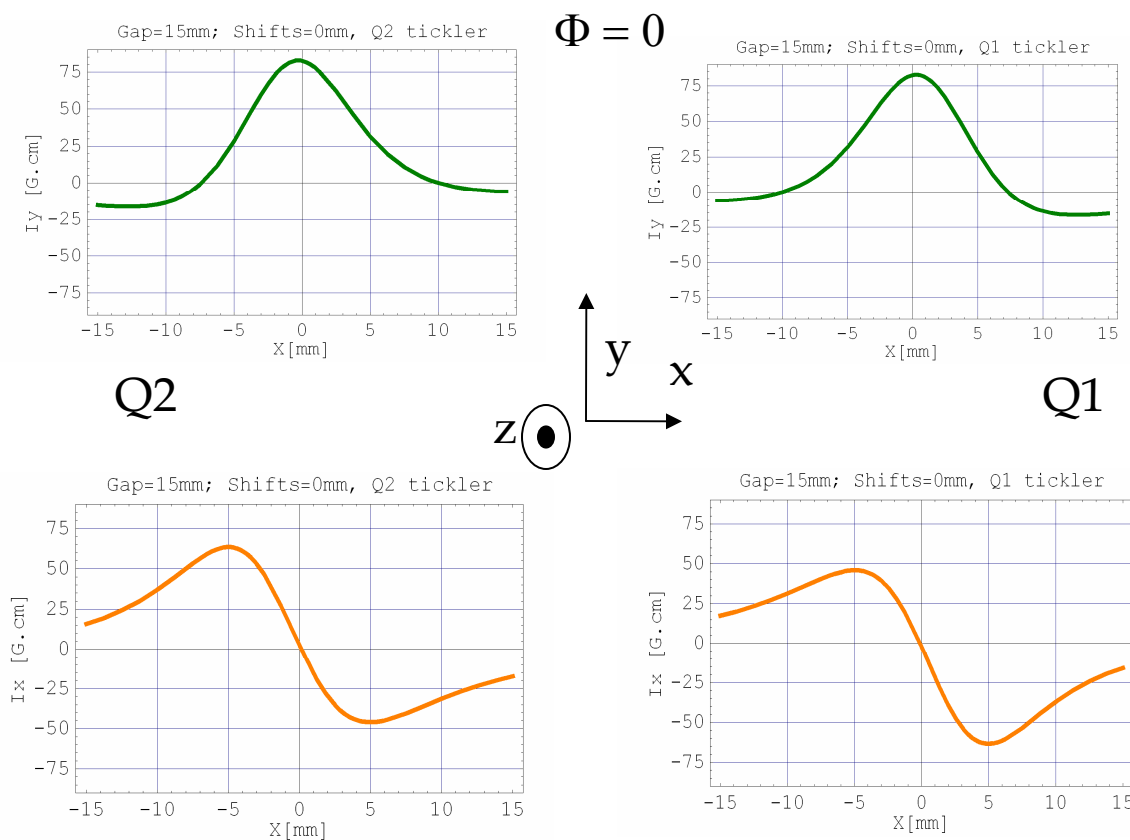 Φ = 0
Gap=15mm; Shifts=0mm, Q2 tickler
75
50
25
0
-25
-50
-75
Iy [G.cm]
-15 -10 -5 0 5 10 15
X[mm]
Gap=15mm; Shifts=0mm, Q1 tickler
75
50
25
0
-25
-50
-75
Iy [G.cm]
-15 -10 -5 0 5 10 15
X[mm]
Q2
y
x
z
Q1
Gap=15mm; Shifts=0mm, Q2 tickler
75
50
25
0
-25
-50
-75
Ix [G.cm]
-15 -10 -5 0 5 10 15
X[mm]
Gap=15mm; Shifts=0mm, Q1 tickler
75
50
25
0
-25
-50
-75
Ix [G.cm]
-15 -10 -5 0 5 10 15
X[mm]